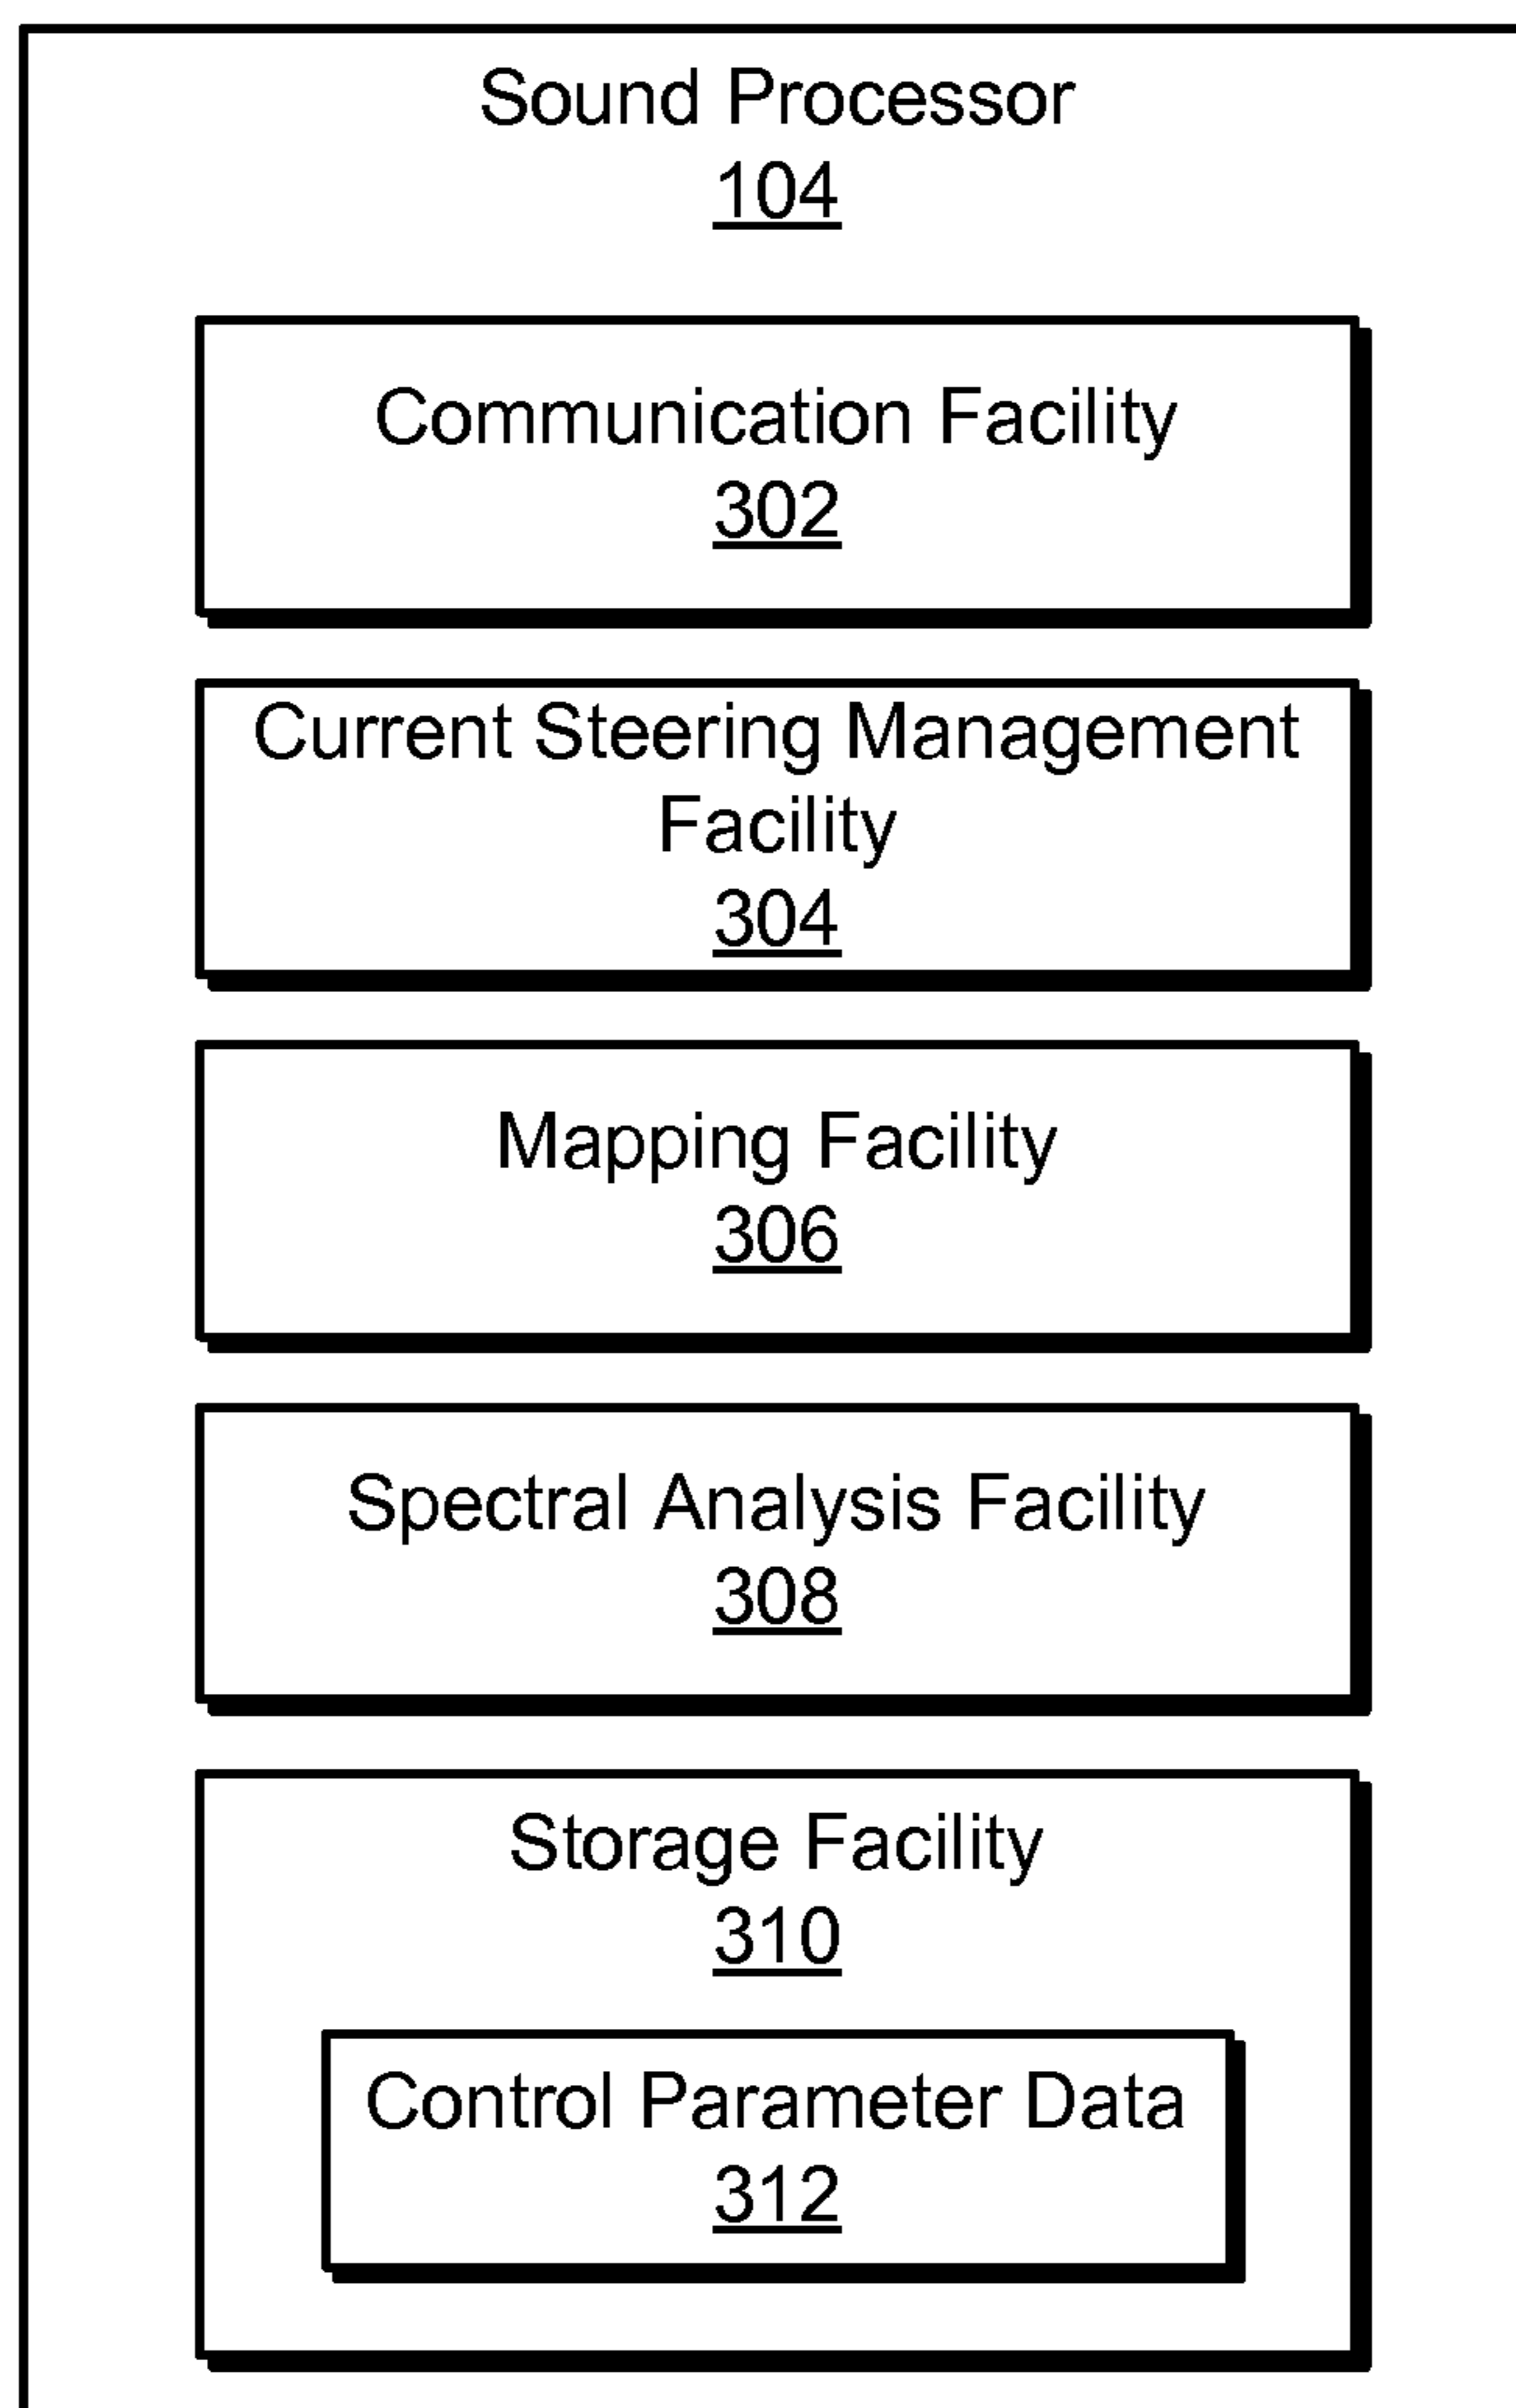 Sound Processor
104
Communication Facility
302
Current Steering Management
Facility
304
Mapping Facility
306
Spectral Analysis Facility
308
Storage Facility
310
Control Parameter Data
312